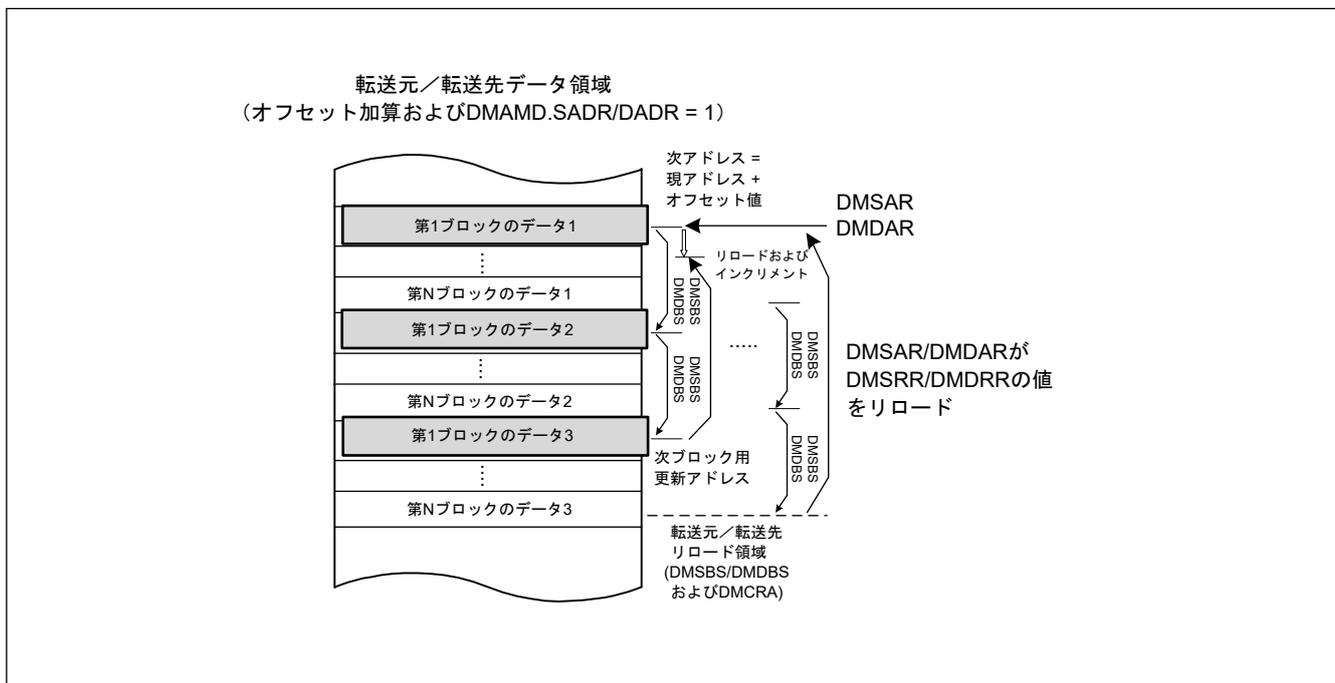 転送元／転送先データ領域
（オフセット加算およびDMAMD.SADR/DADR = 1）
次アドレス =
現アドレス +
オフセット値
DMSAR
DMDAR
第1ブロックのデータ1
リロードおよび
インクリメント
第Nブロックのデータ1
DMSBS
DMDBS
第1ブロックのデータ2
.....
DMSBS
DMDBS
DMSBS
DMDBS
DMSAR/DMDARが
DMSRR/DMDRRの値
をリロード
第Nブロックのデータ2
第1ブロックのデータ3
DMSBS
DMDBS
次ブロック用
更新アドレス
第Nブロックのデータ3
転送元／転送先
リロード領域
(DMSBS/DMDBS
およびDMCRA)